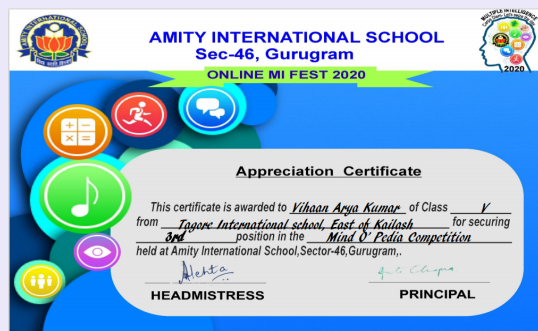 AMITY INTERNATIONAL SCHOOL
Sec-46, Gurugram
ONLINE MI FEST 2020
MULTIPLE INTELLIGENCE
2020
Appreciation Certificate
This certificate is awarded to Vihaan Arya Kumar of Class V
from Tagore International school, East of Kailash for securing
3rd position in the Mind O' Pedia Competition
held at Amity International School,Sector-46,Gurugram,.
HEADMISTRESS
PRINCIPAL